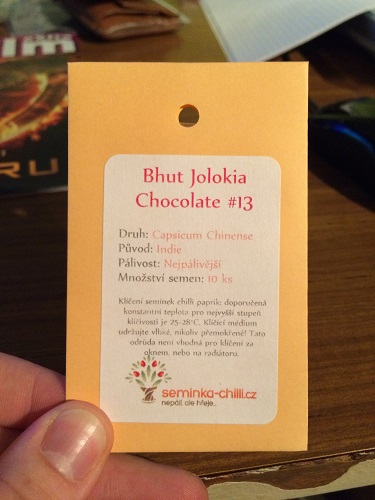 Bhut Jolokia
Chocolate #13
Druh: Capsicum Chinense
Původ: Indie
Pálivost: Nejpálivější
Množství semen: 10 ks
Klíčení semínek chilli paprik: doporučená
konstantní teplota pro nejvyšší stupeň
klíčivosti je 25-28°C. Klíčící médium
udržujte vlhké, nikoliv přemokřené! Tato
odrůda není vhodná pro klíčení za
oknem, nebo na radiátoru.
seminka-chilli.cz
nepálí, ale hřeje..
RU